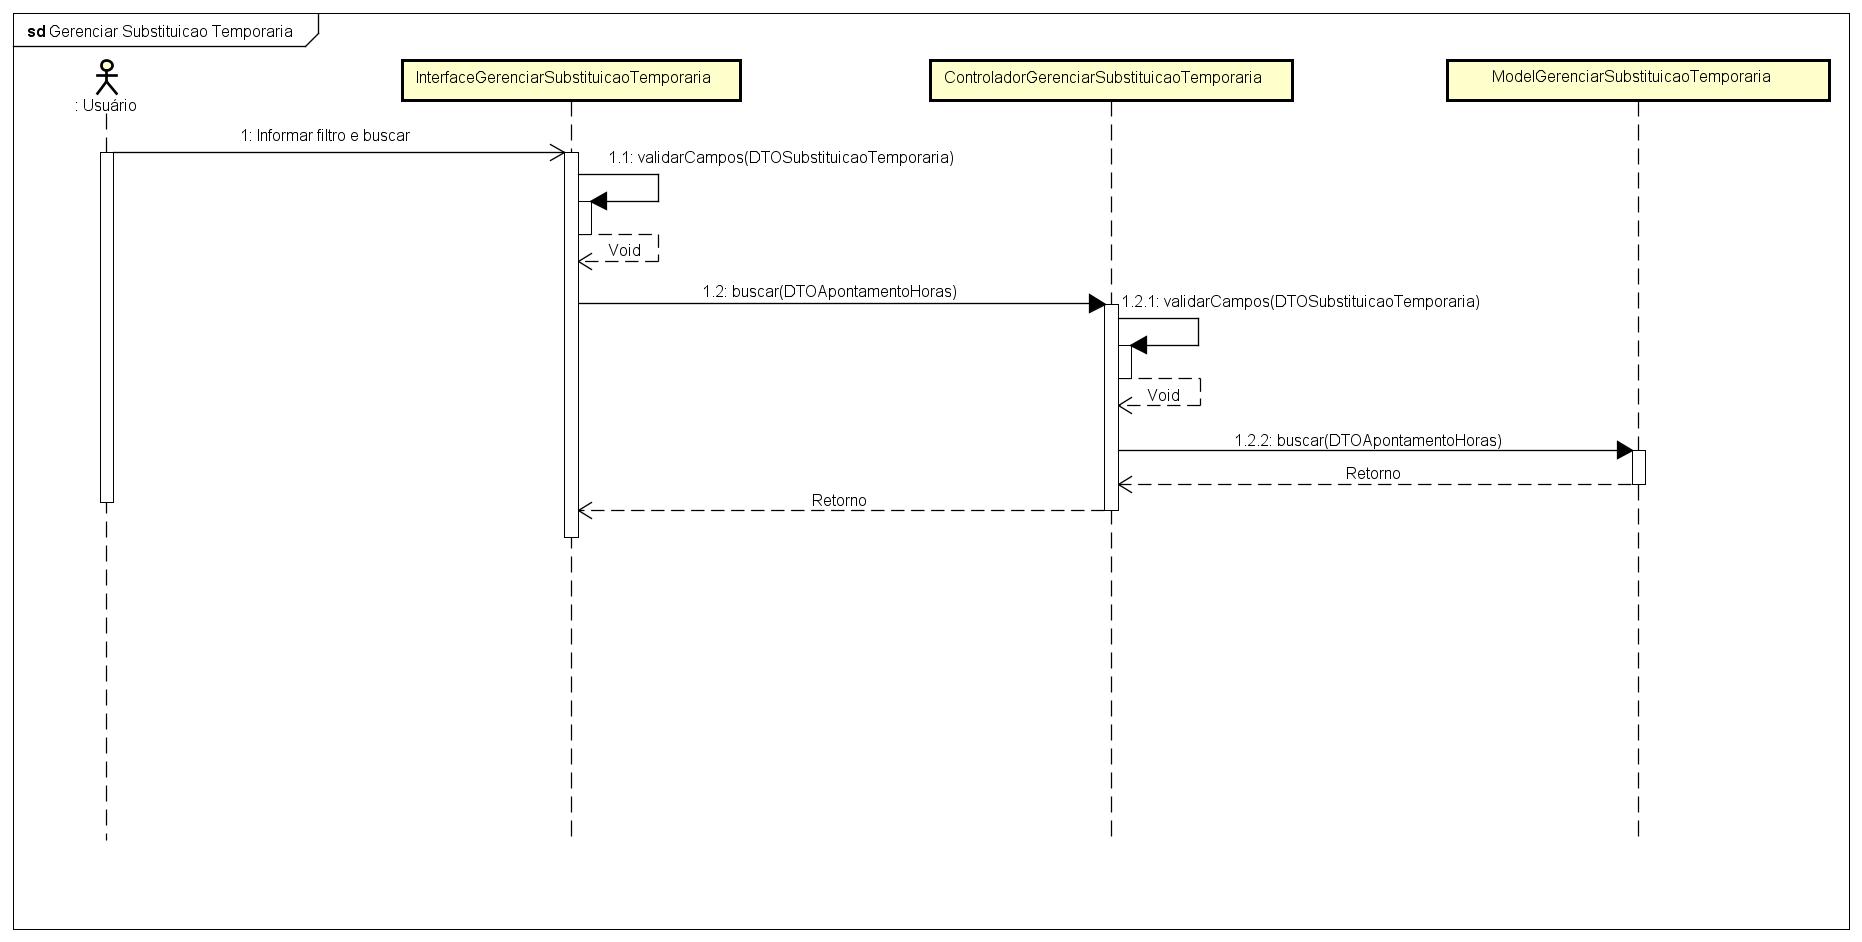 sd Gerenciar Substituicao Temporaria
: Usuário
InterfaceGerenciarSubstituicaoTemporaria
ControladorGerenciarSubstituicaoTemporaria
ModelGerenciarSubstituicaoTemporaria
1: Informar filtro e buscar
1.1: validarCampos(DTOSubstituicaoTemporaria)
Void
1.2: buscar(DTOApontamentoHoras)
1.2.1: validarCampos(DTOSubstituicaoTemporaria)
Void
1.2.2: buscar(DTOApontamentoHoras)
Retorno
Retorno